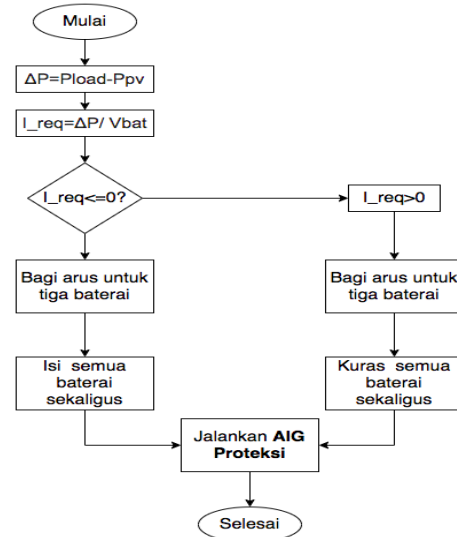 Mulai
ΔP=Pload-Ppv
I_req=ΔP/ Vbat
I_req<=0?
I_req>0
Bagi arus untuk
tiga baterai
Bagi arus untuk
tiga baterai
Isi semua
baterai
sekaligus
Kuras semua
baterai
sekaligus
Jalankan AIG
Proteksi
Selesai